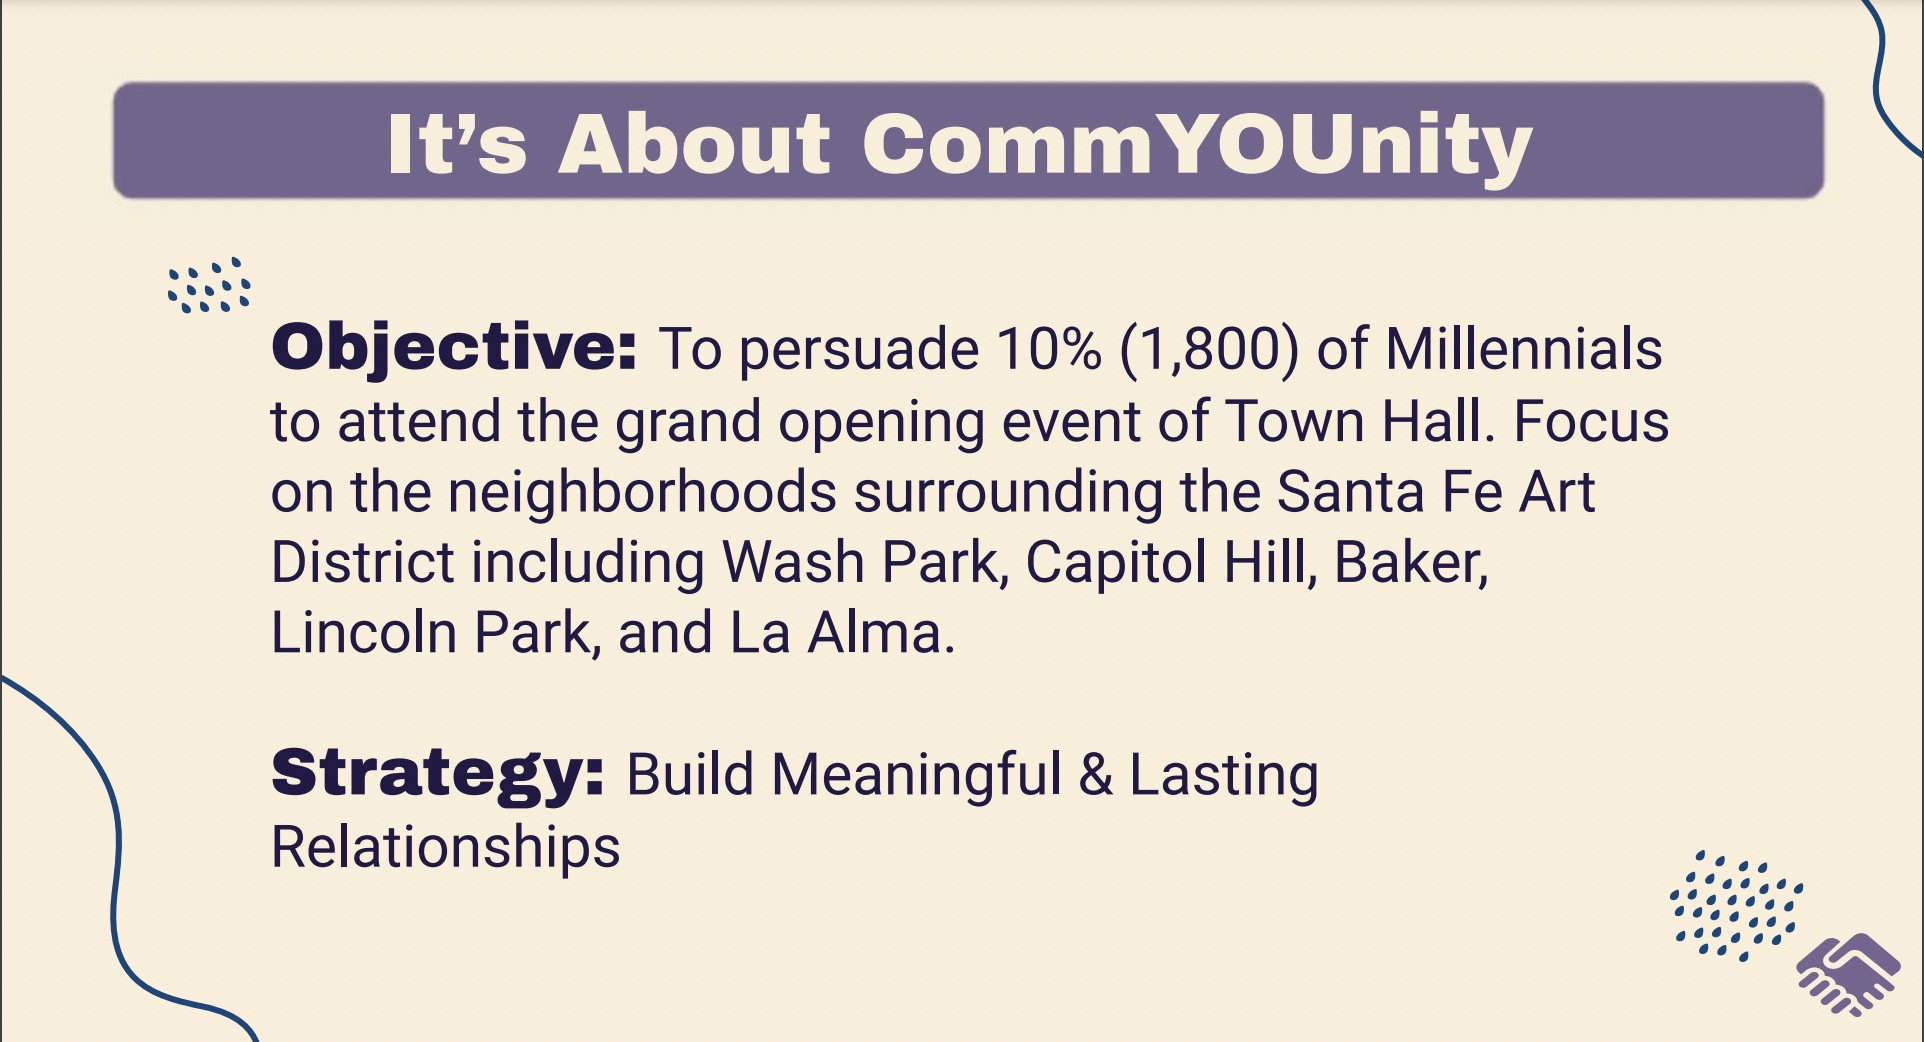 It’s About CommYOUnity
Objective: To persuade 10% (1,800) of Millennials
to attend the grand opening event of Town Hall. Focus
on the neighborhoods surrounding the Santa Fe Art
District including Wash Park, Capitol Hill, Baker,
Lincoln Park, and La Alma.
Strategy: Build Meaningful & Lasting
Relationships